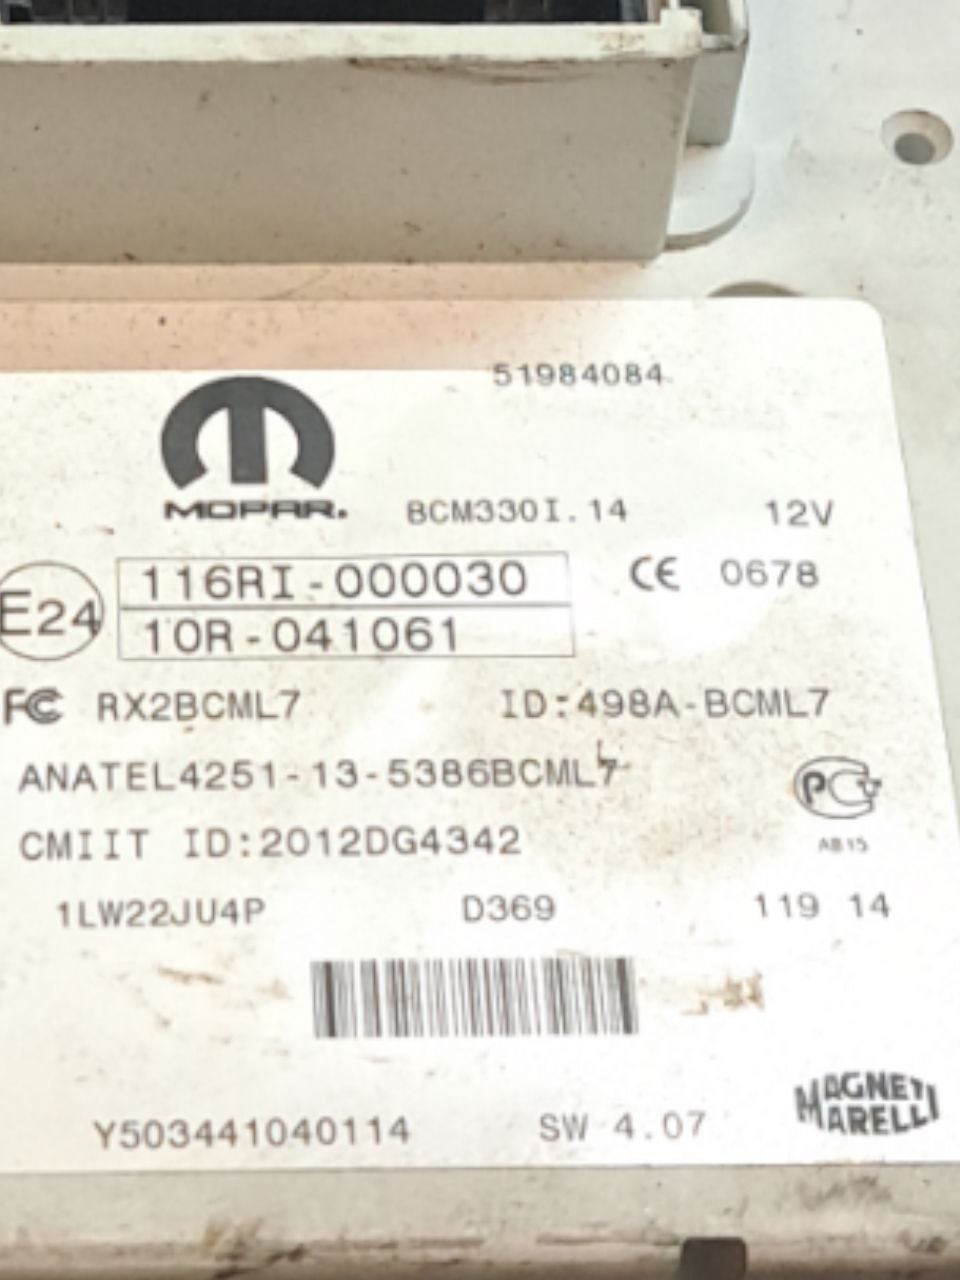 51984084
MOPAR.
BCM330I.14 12V
E24 116RI-000030 CE 0678
10R-041061
FC RX2BCML7 ID:498A-BCML7
ANATEL4251-13-5386BCML7
CMIIT ID:2012DG4342
AB15
1LW22JU4P D369 119 14
MAGNETI
MARELLI
Y503441040114 SW 4.07